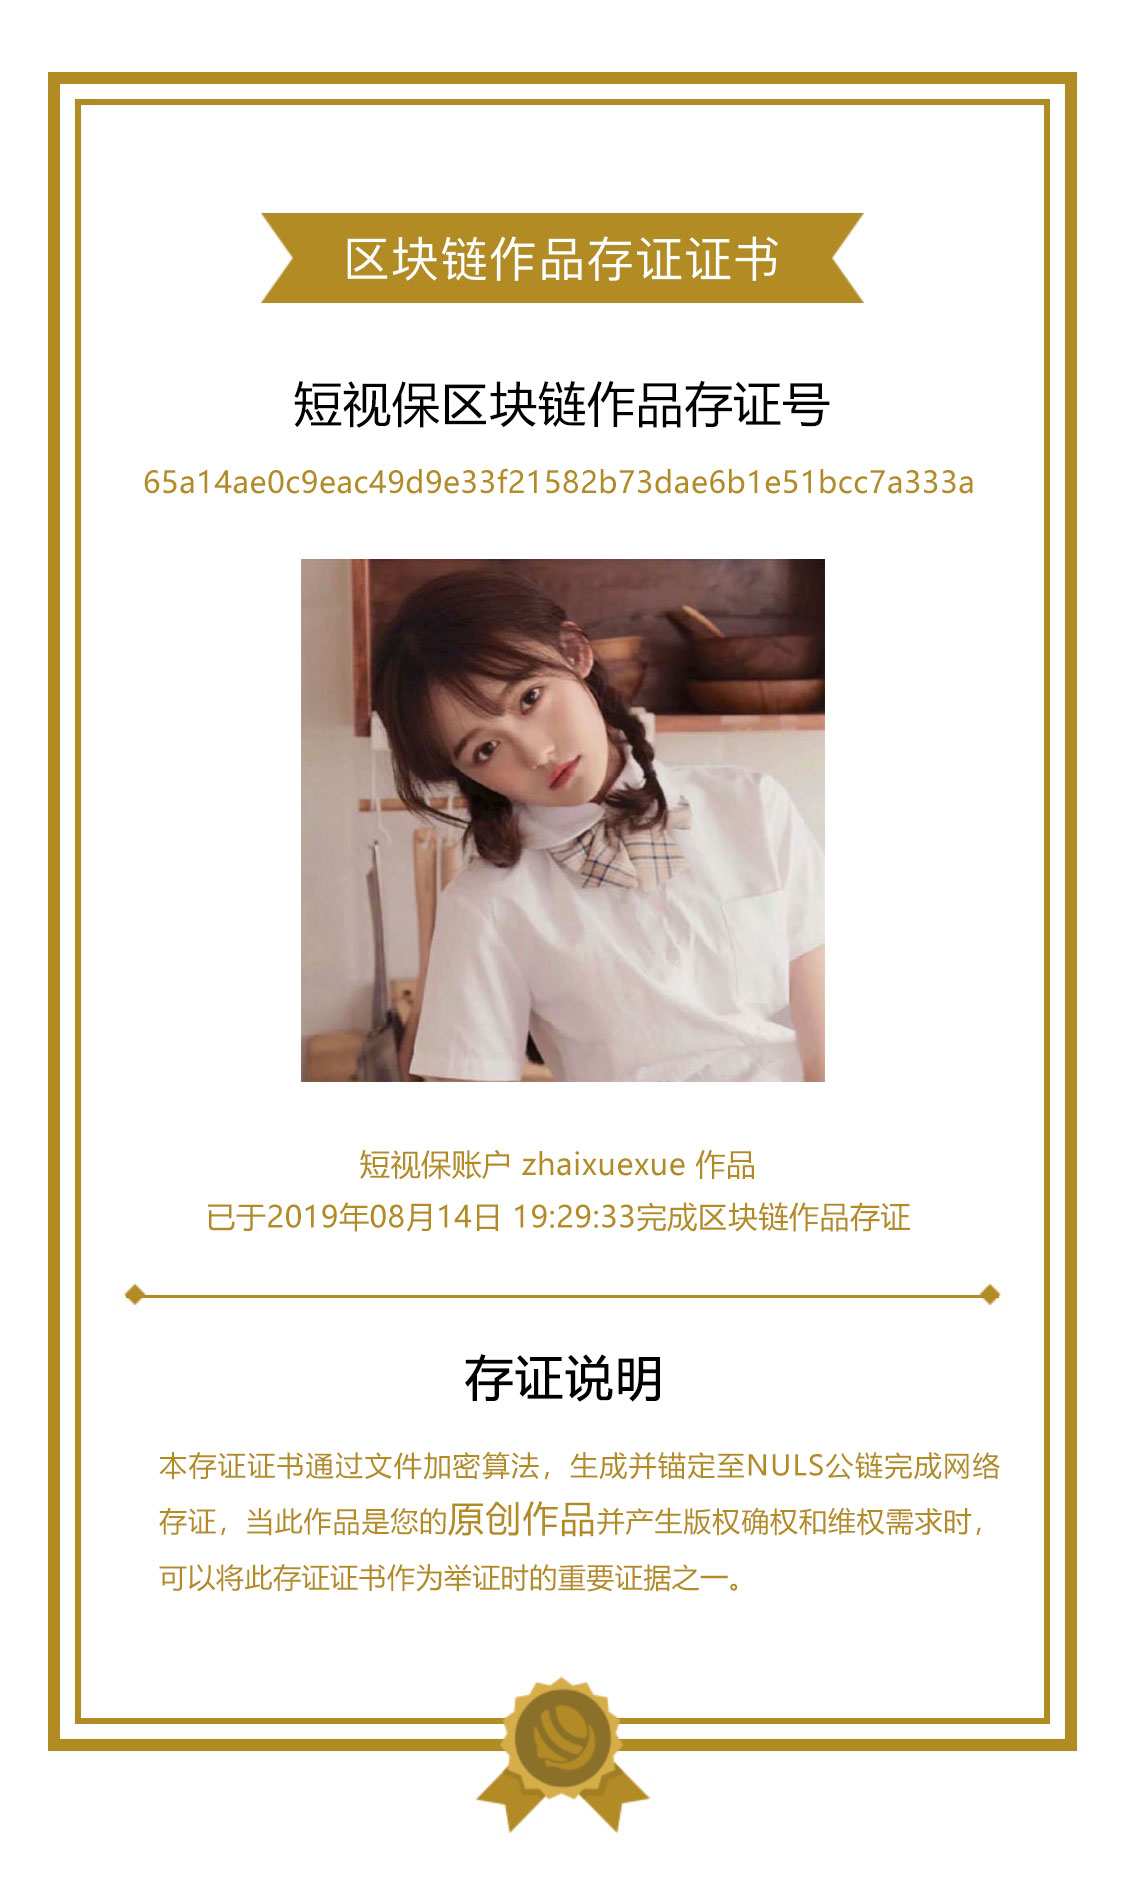 区块链作品存证证书
短视保区块链作品存证号
65a14ae0c9eac49d9e33f21582b73dae6b1e51bcc7a333a
短视保账户 zhaixuexue 作品
已于2019年08月14日 19:29:33完成区块链作品存证
存证说明
本存证证书通过文件加密算法，生成并锚定至NULS公链完成网络
存证，当此作品是您的原创作品并产生版权确权和维权需求时，
可以将此存证证书作为举证时的重要证据之一。